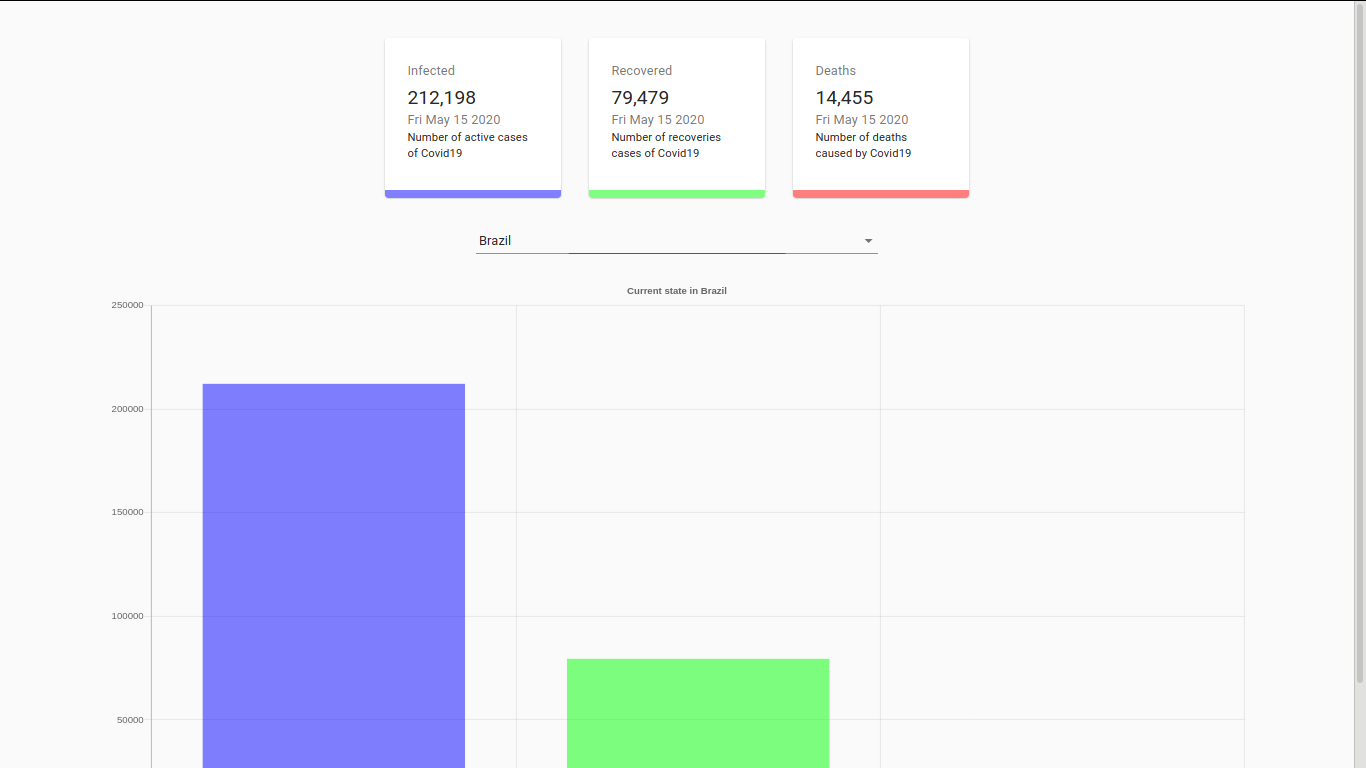 Infected
212,198
Fri May 15 2020
Number of active cases
of Covid19
Recovered
79,479
Fri May 15 2020
Number of recoveries
cases of Covid19
Deaths
14,455
Fri May 15 2020
Number of deaths
caused by Covid19
Brazil
Current state in Brazil
250000
200000
150000
100000
50000